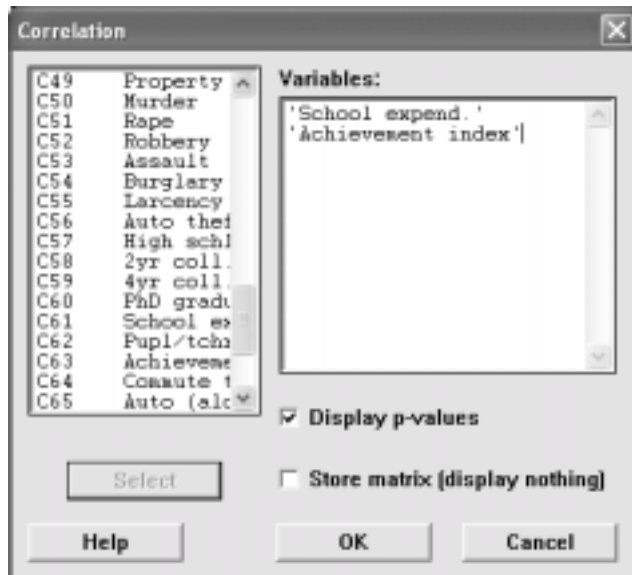 Correlation
C49 Property
C50 Murder
C51 Rape
C52 Robbery
C53 Assault
C54 Burglary
C55 Larcency
C56 Auto thef
C57 High schl
C58 2yr coll.
C59 4yr coll.
C60 PhD gradu
C61 School ex
C62 Pupl/tchr
C63 Achieveme
C64 Commute t
C65 Auto (alo
Variables:
'School expend.'
'Achievement index'
Display p-values
Select
Store matrix (display nothing)
Help
OK
Cancel